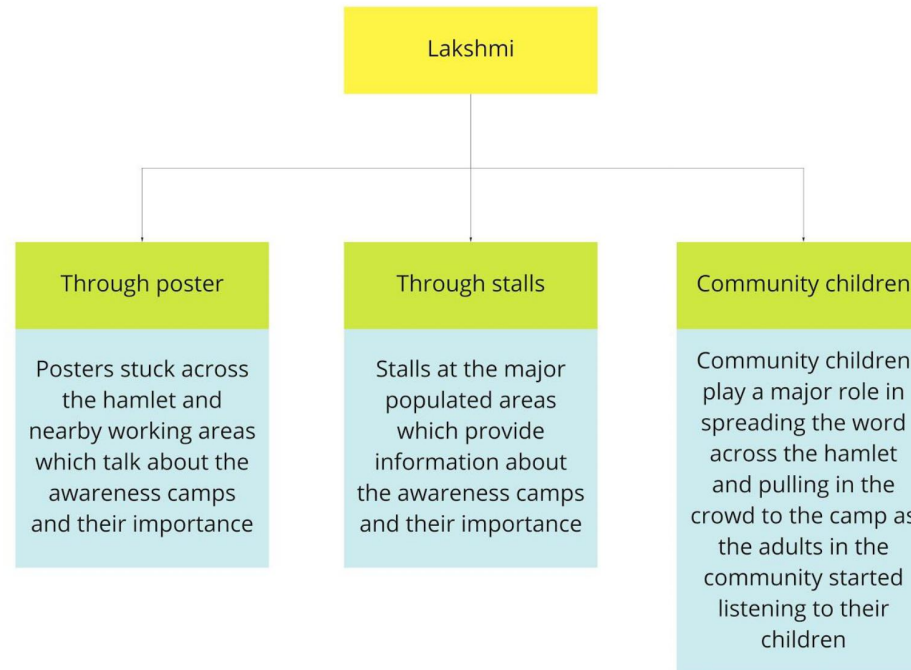 Lakshmi
Through poster
Posters stuck across
the hamlet and
nearby working areas
which talk about the
awareness camps
and their importance
Through stalls
Stalls at the major
populated areas
which provide
information about
the awareness camps
and their importance
Community children
Community children
play a major role in
spreading the word
across the hamlet
and pulling in the
crowd to the camp as
the adults in the
community started
listening to their
children